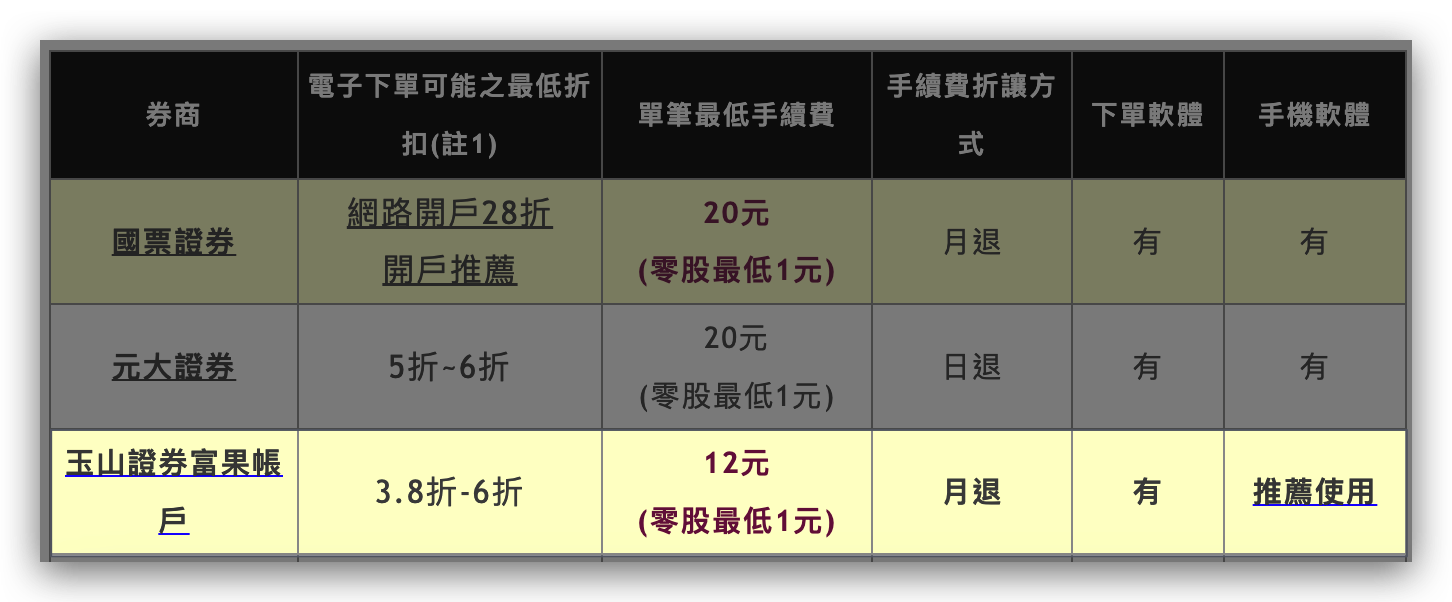 券商
電子下單可能之最低折
扣(註1)
單筆最低手續費
手續費折讓方
式
下單軟體
手機軟體
國票證券
網路開戶28折
開戶推薦
20元
(零股最低1元)
月退
有
有
元大證券
5折~6折
20元
(零股最低1元)
日退
有
有
玉山證券富果帳
戶
3.8折-6折
12元
(零股最低1元)
月退
有
推薦使用